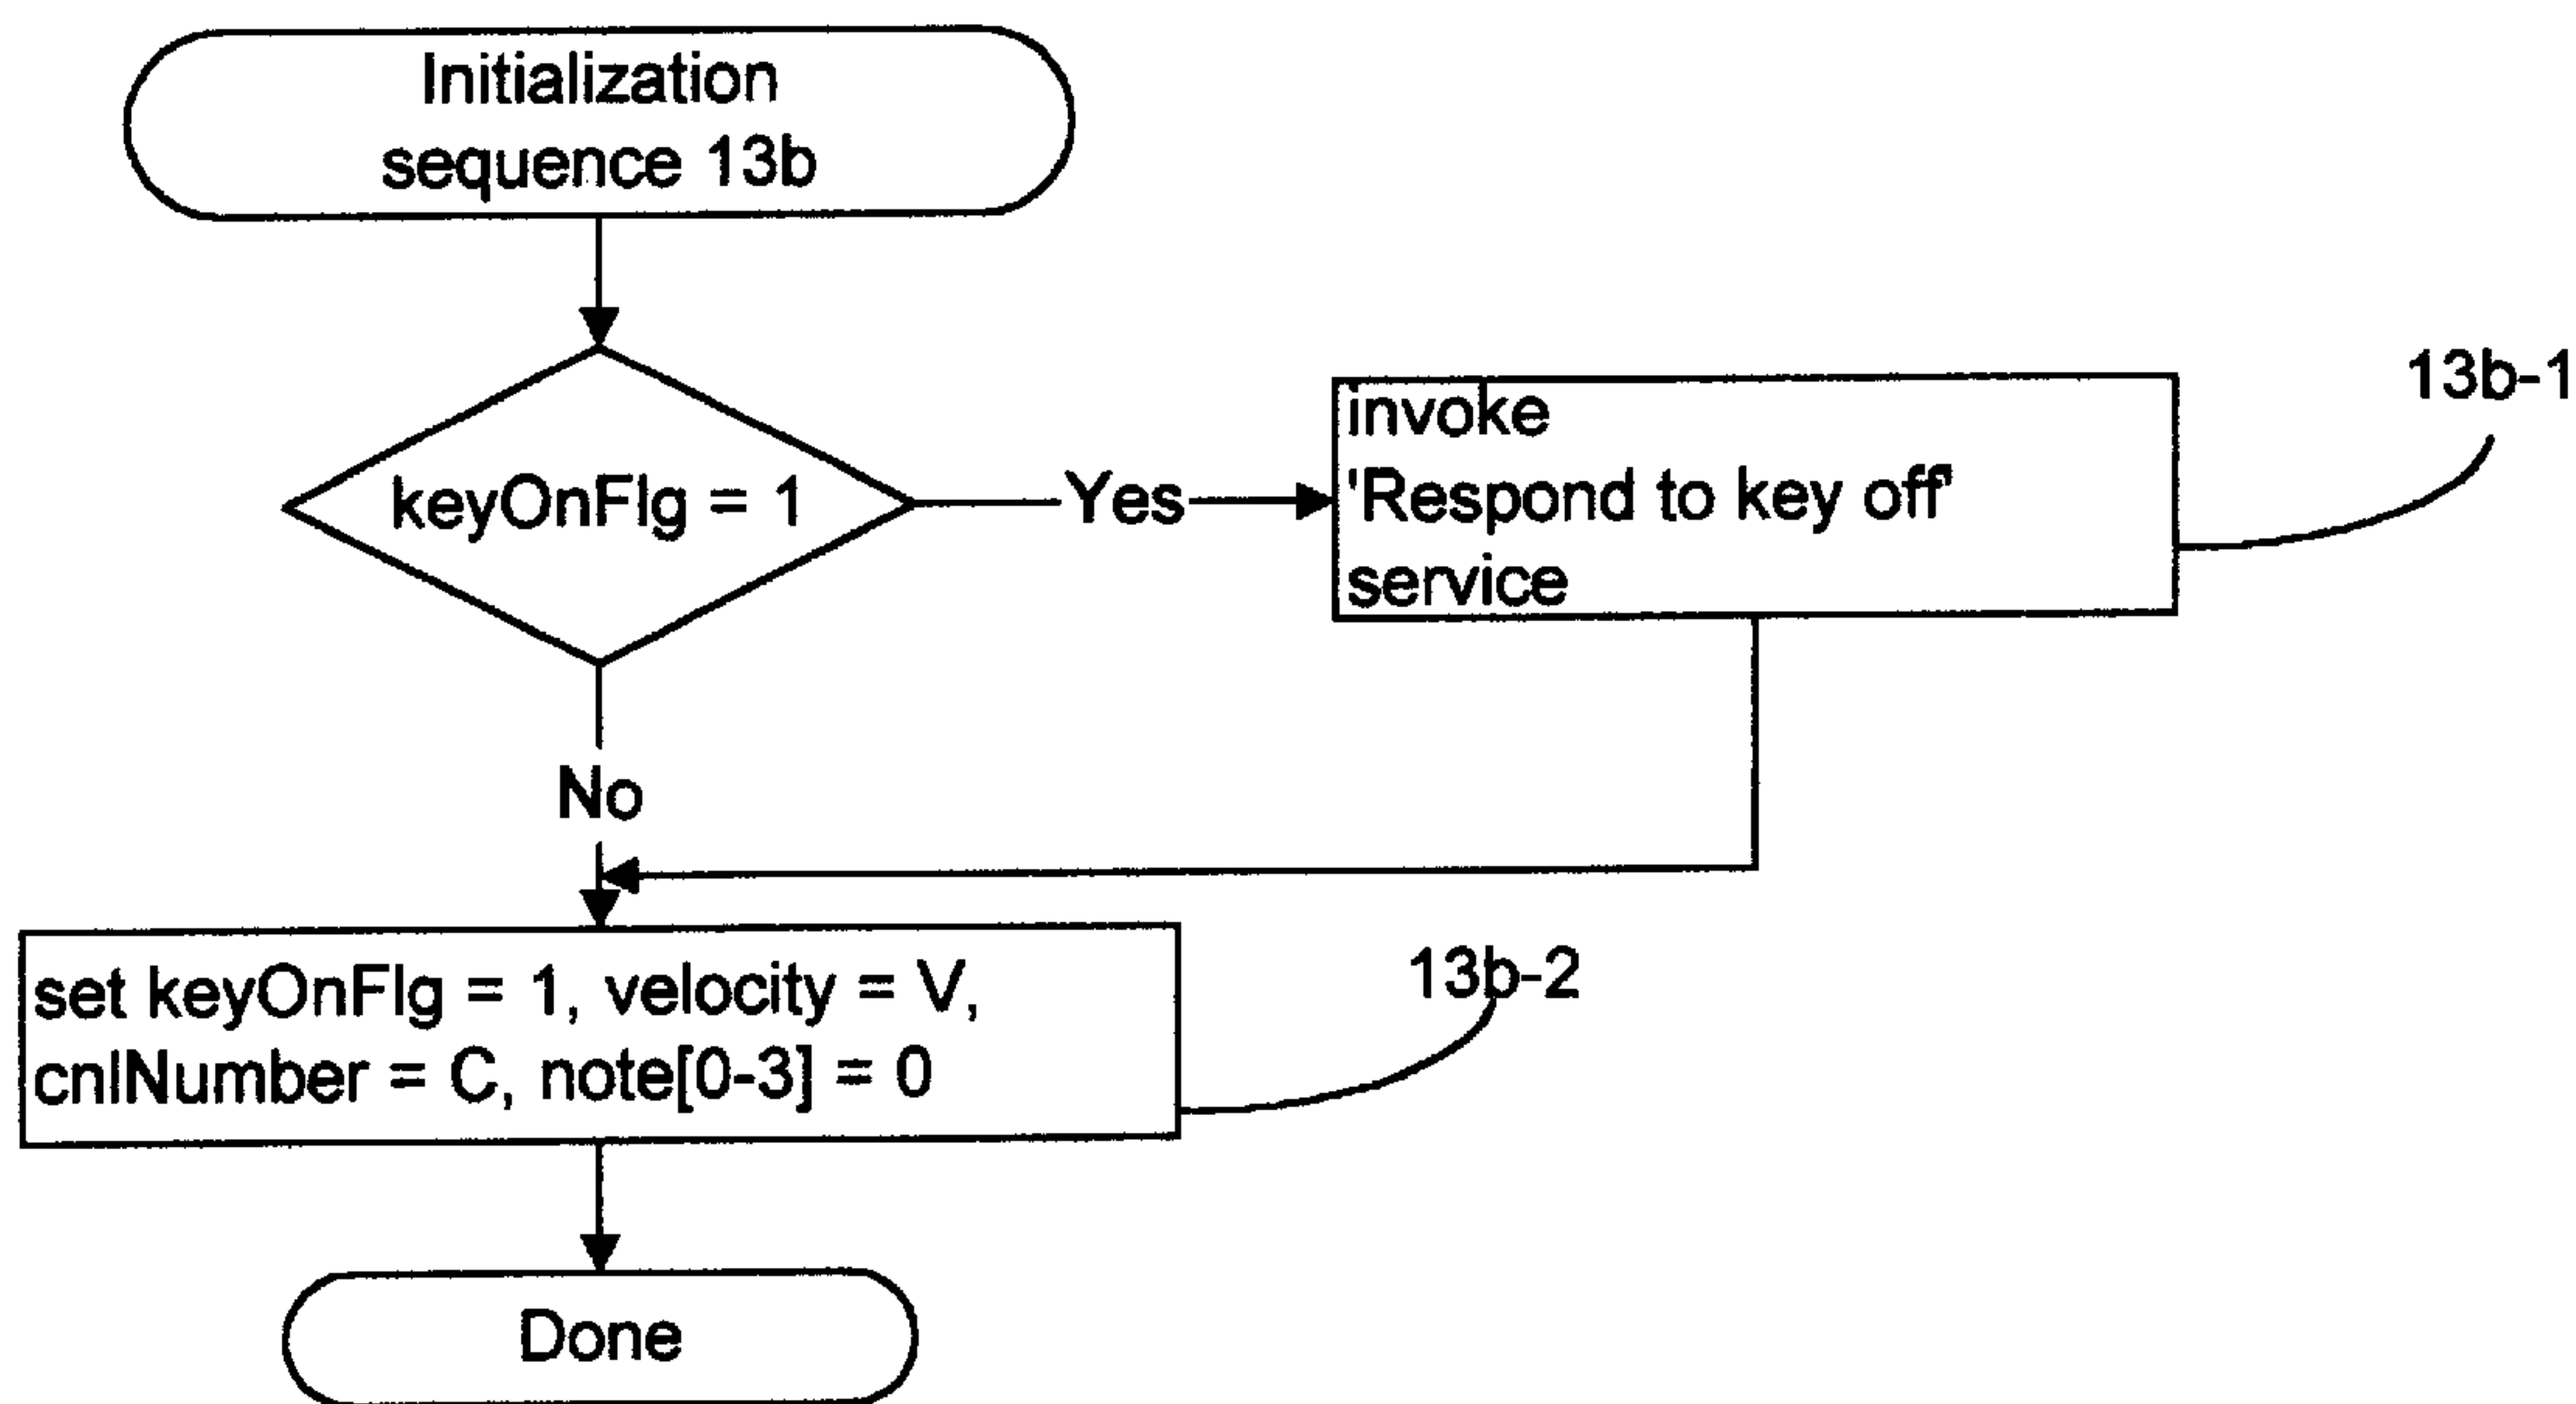 Initialization
sequence 13b
keyOnFlg = 1
Yes
invoke
'Respond to key off'
service
13b-1
No
set keyOnFlg = 1, velocity = V,
cnlNumber = C, note[0-3] = 0
13b-2
Done